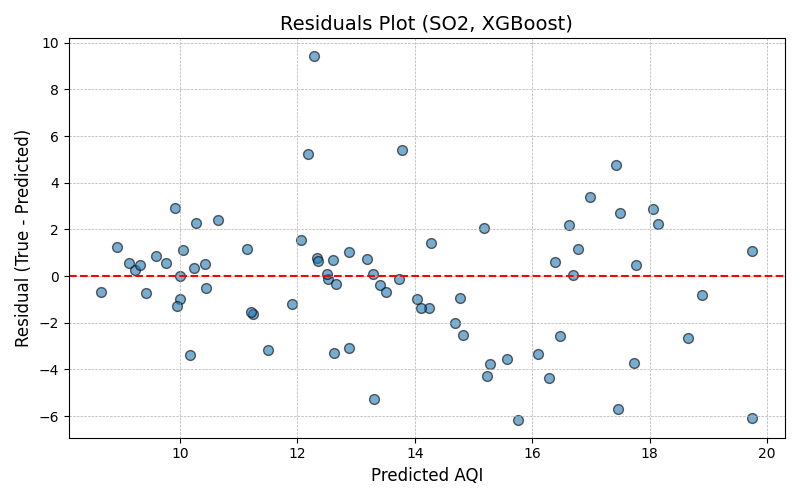 Residuals Plot (SO2, XGBoost)
Residual (True - Predicted)
10
8
6
4
2
0
−2
−4
−6
10 12 14 16 18 20
Predicted AQI